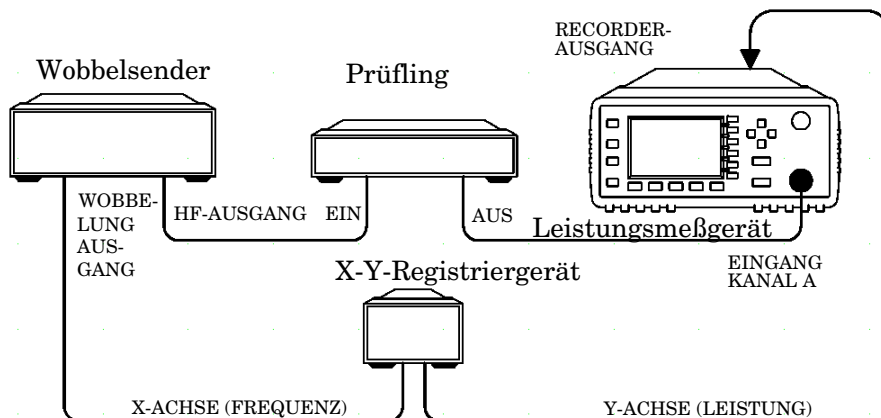 RECORDER-
AUSGANG
Wobbelsender
Prüfling
WOBBE-
LUNG
AUS-
GANG
HF-AUSGANG
EIN
AUS
Leistungsmeßgerät
EINGANG
KANAL A
X-Y-Registriergerät
X-ACHSE (FREQUENZ)
Y-ACHSE (LEISTUNG)